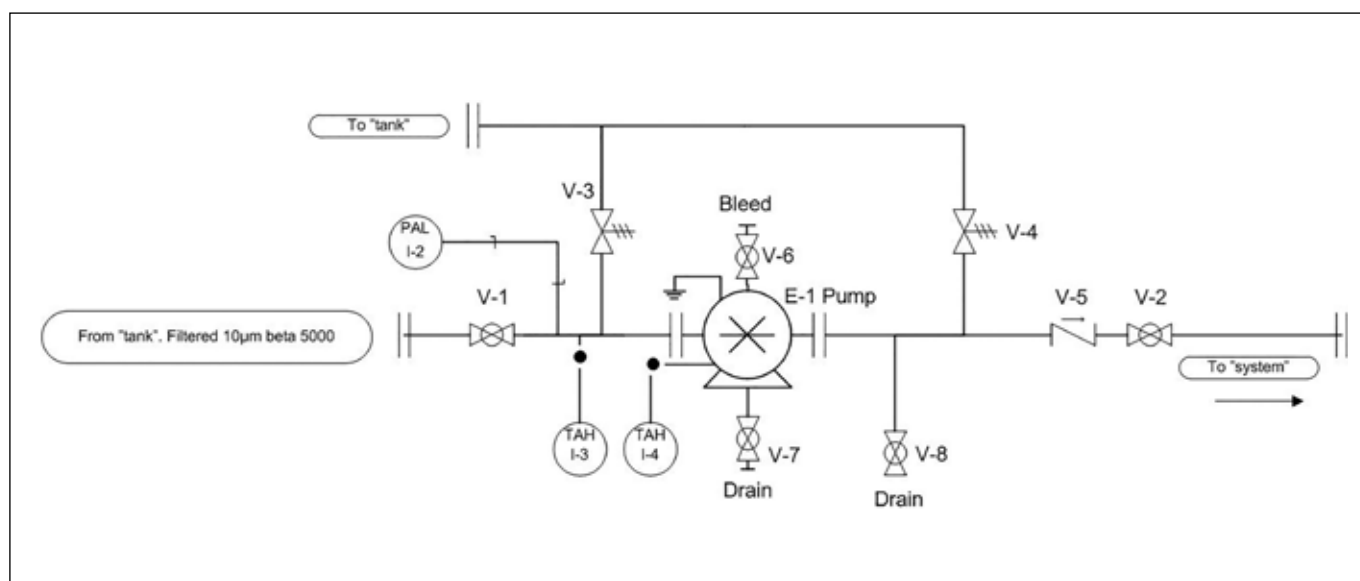 To "tank"
V-3
Bleed
PAL
I-2
V-4
V-6
V-1
E-1 Pump
V-5
V-2
From "tank". Filtered 10µm beta 5000
To "system"
TAH
I-3
TAH
I-4
V-7
V-8
Drain
Drain